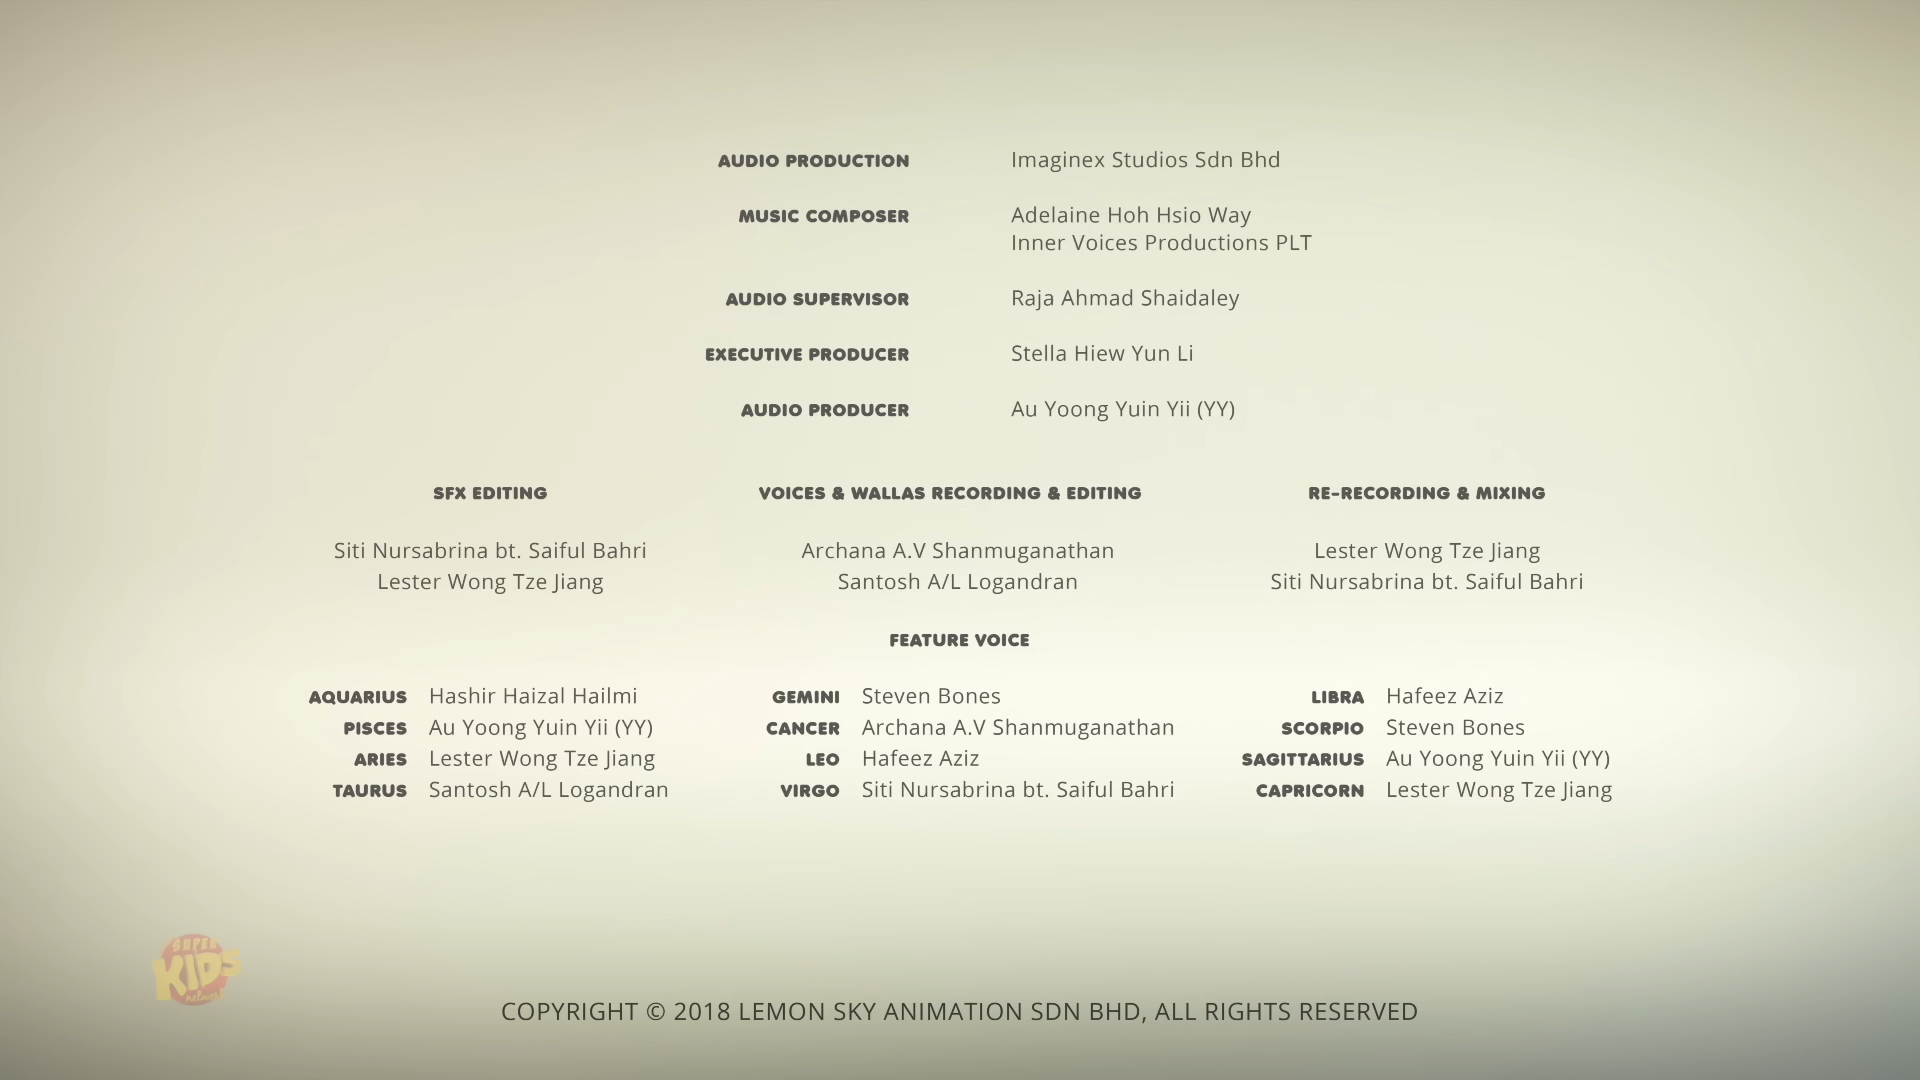 AUDIO PRODUCTION Imaginex Studios Sdn Bhd
MUSIC COMPOSER Adelaine Hoh Hsio Way
Inner Voices Productions PLT
AUDIO SUPERVISOR Raja Ahmad Shaidaley
EXECUTIVE PRODUCER Stella Hiew Yun Li
AUDIO PRODUCER Au Yoong Yuin Yii (YY)
SFX EDITING VOICES & WALLAS RECORDING & EDITING RE-RECORDING & MIXING
Siti Nursabrina bt. Saiful Bahri Archana A.V Shanmuganathan Lester Wong Tze Jiang
Lester Wong Tze Jiang Santosh A/L Logandran Siti Nursabrina bt. Saiful Bahri
FEATURE VOICE
AQUARIUS Hashir Haizal Hailmi GEMINI Steven Bones LIBRA Hafeez Aziz
PISCES Au Yoong Yuin Yii (YY) CANCER Archana A.V Shanmuganathan SCORPIO Steven Bones
ARIES Lester Wong Tze Jiang LEO Hafeez Aziz SAGITTARIUS Au Yoong Yuin Yii (YY)
TAURUS Santosh A/L Logandran VIRGO Siti Nursabrina bt. Saiful Bahri CAPRICORN Lester Wong Tze Jiang
SUPER
KIDS
network
COPYRIGHT © 2018 LEMON SKY ANIMATION SDN BHD, ALL RIGHTS RESERVED